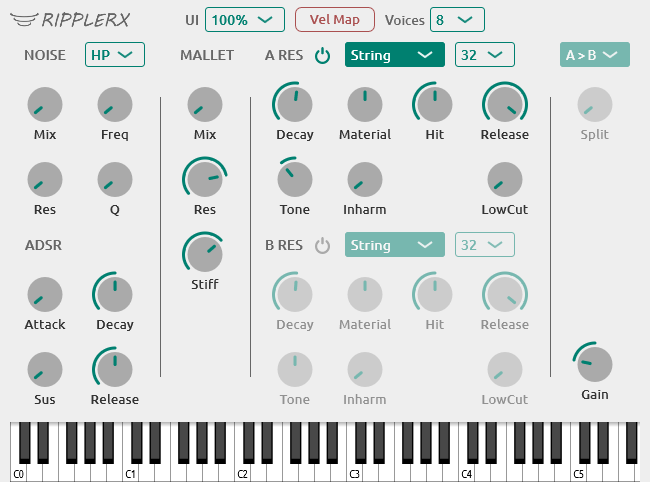 RIPPLERX UI 100% Vel Map Voices 8
NOISE HP MALLET A RES String 32 A > B
Mix Freq Mix Decay Material Hit Release Split
Res Q Res Tone Inharm LowCut
ADSR B RES String 32
Stiff
Attack Decay Decay Material Hit Release
Sus Release Tone Inharm LowCut Gain
C0 C1 C2 C3 C4 C5